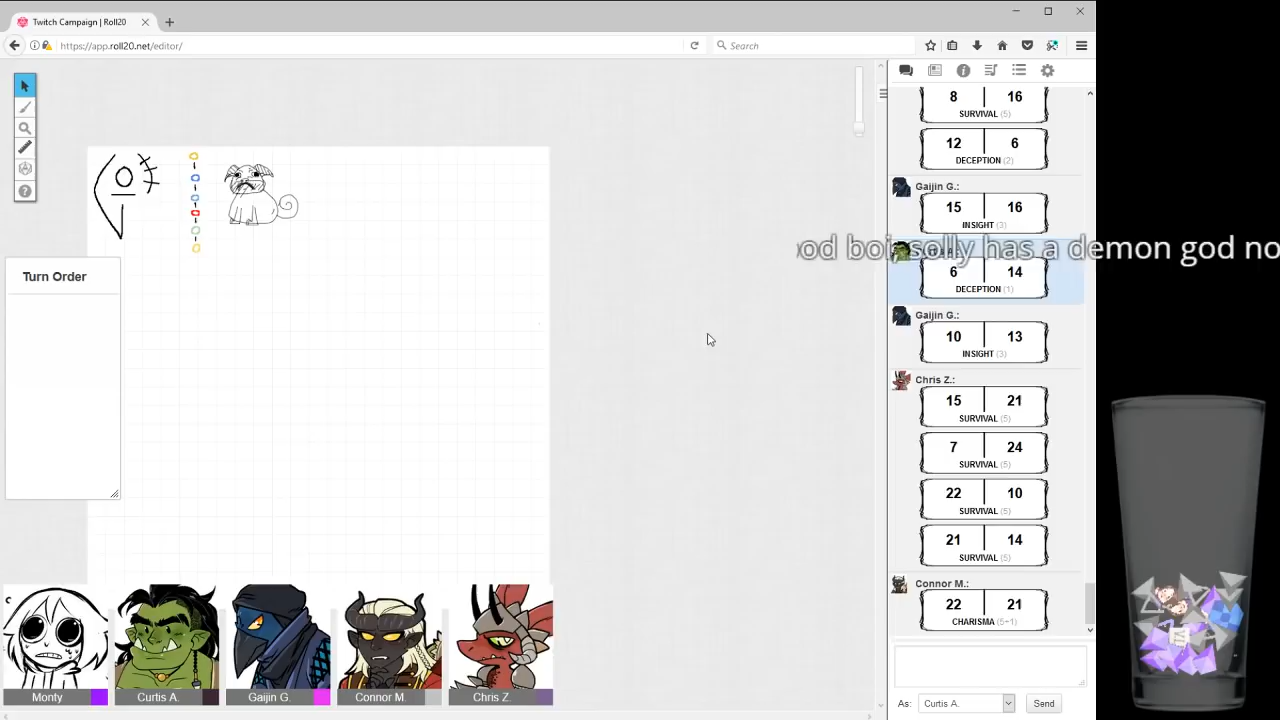 Twitch Campaign | Roll20
https://app.roll20.net/editor/
Search
Turn Order
8 16
SURVIVAL (5)
12 6
DECEPTION (2)
Gaijin G.:
15 16
INSIGHT (3)
solly has a demon god no
6 14
DECEPTION (1)
Gaijin G.:
10 13
INSIGHT (3)
Chris Z.:
15 21
SURVIVAL (5)
7 24
SURVIVAL (5)
22 10
SURVIVAL (5)
21 14
SURVIVAL (5)
Connor M.:
22 21
CHARISMA (5+1)
Monty
Curtis A.
Gaijin G.
Connor M.
Chris Z.
As: Curtis A. Send